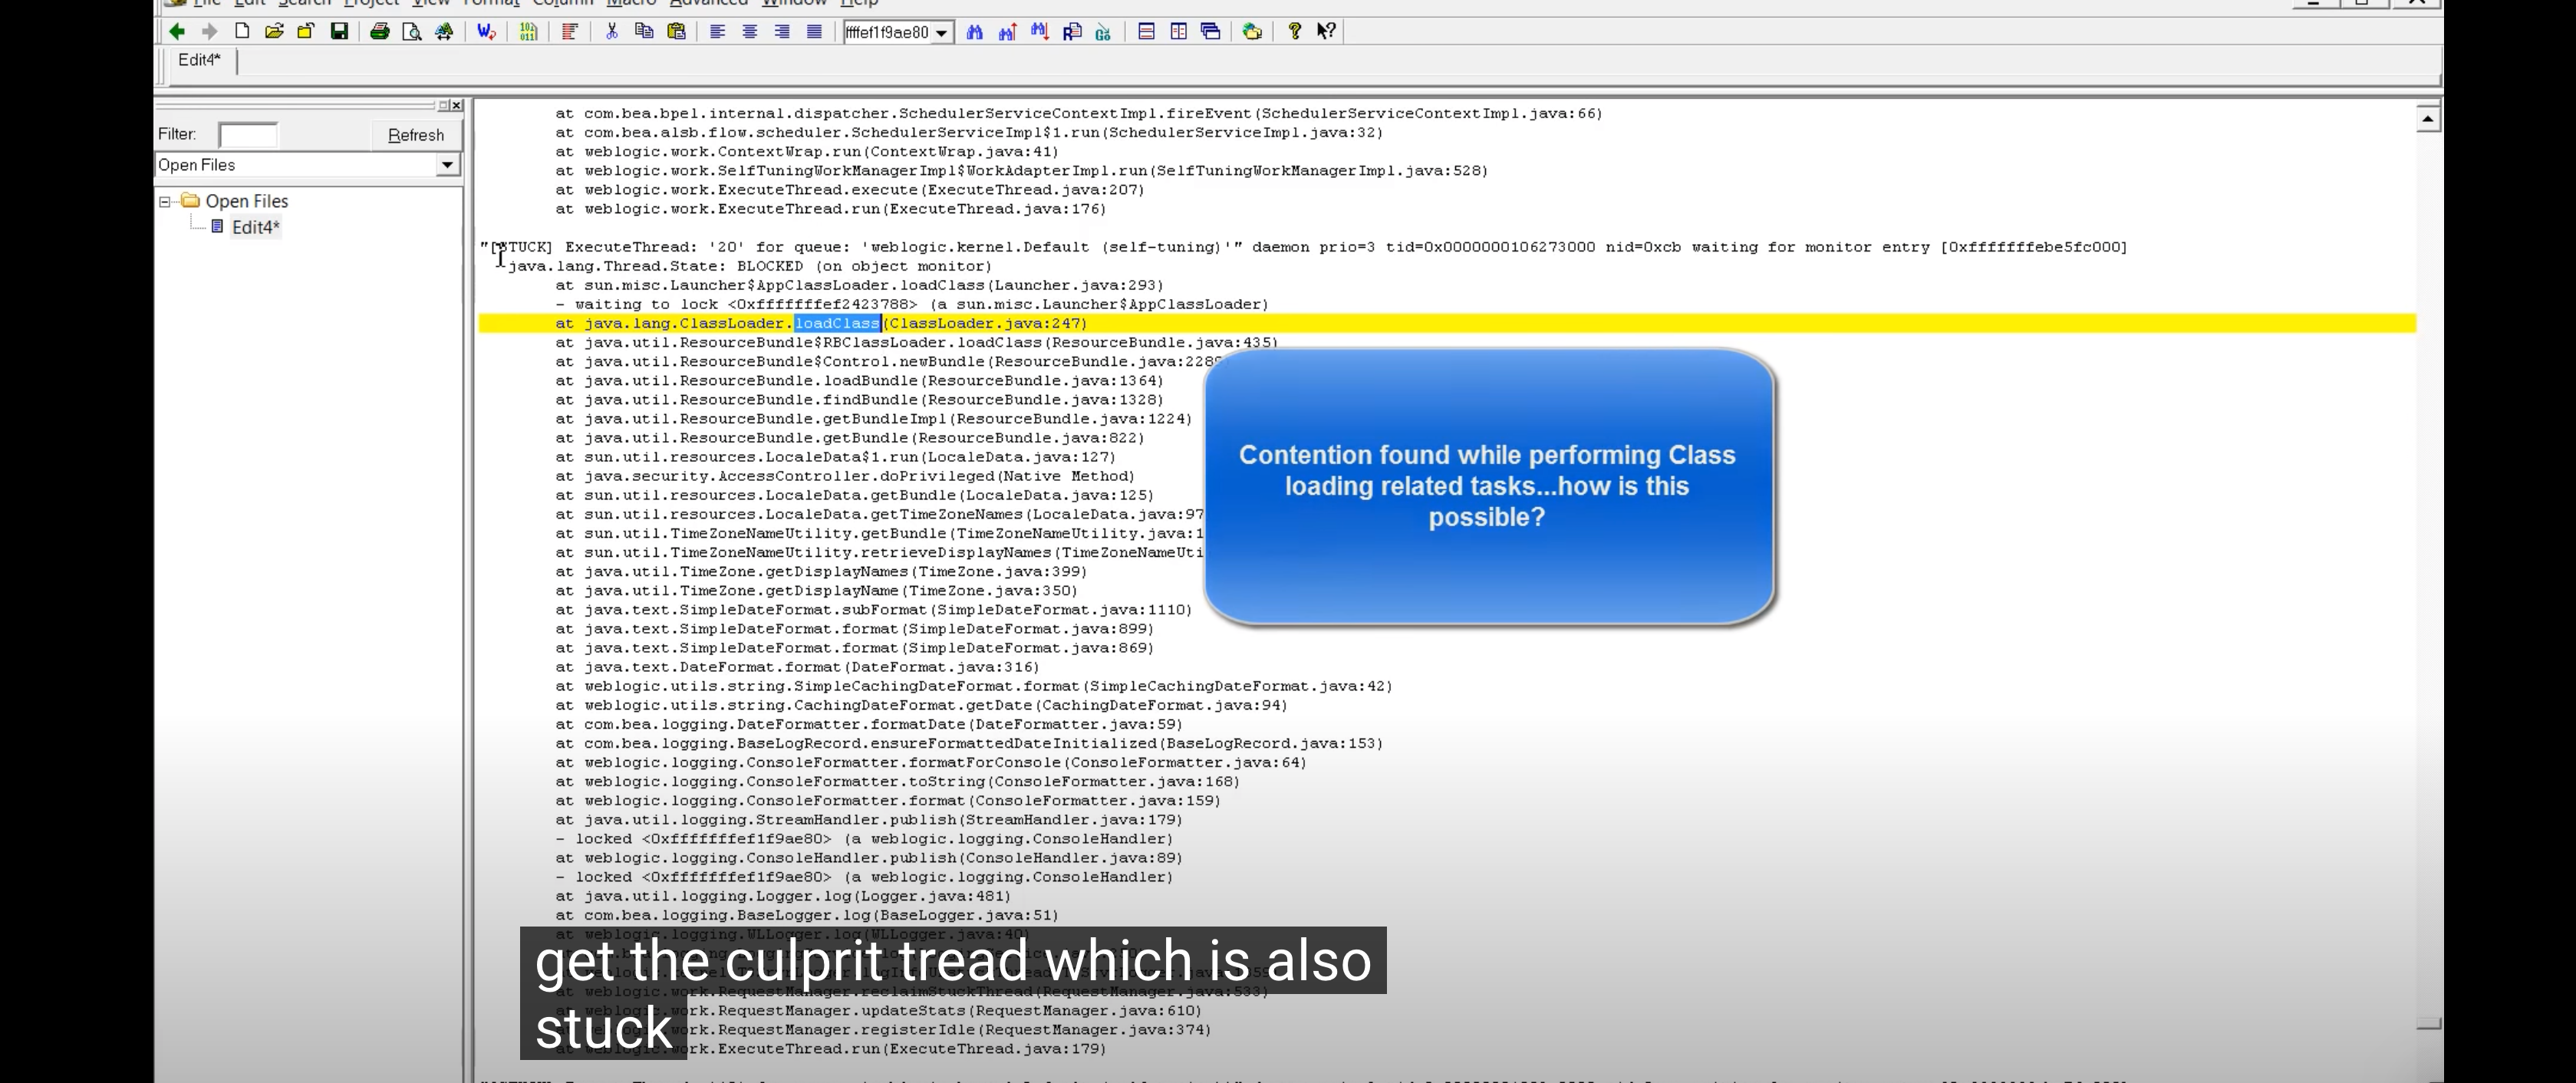 File Edit Search Project View Format Column Macro Advanced Window Help
ffffef1f9ae80
Edit4*
Filter:
Refresh
Open Files
Open Files
Edit4*
at com.bea.bpel.internal.dispatcher.SchedulerServiceContextImpl.fireEvent(SchedulerServiceContextImpl.java:66)
at com.bea.alsb.flow.scheduler.SchedulerServiceImpl$1.run(SchedulerServiceImpl.java:32)
at weblogic.work.ContextWrap.run(ContextWrap.java:41)
at weblogic.work.SelfTuningWorkManagerImpl$WorkAdapterImpl.run(SelfTuningWorkManagerImpl.java:528)
at weblogic.work.ExecuteThread.execute(ExecuteThread.java:207)
at weblogic.work.ExecuteThread.run(ExecuteThread.java:176)
"[STUCK] ExecuteThread: '20' for queue: 'weblogic.kernel.Default (self-tuning)'" daemon prio=3 tid=0x0000000106273000 nid=0xcb waiting for monitor entry [0xfffffffebe5fc000]
java.lang.Thread.State: BLOCKED (on object monitor)
at sun.misc.Launcher$AppClassLoader.loadClass(Launcher.java:293)
- waiting to lock <0xffffffffef2423788> (a sun.misc.Launcher$AppClassLoader)
at java.lang.ClassLoader.loadClass(ClassLoader.java:247)
at java.util.ResourceBundle$RBClassLoader.loadClass(ResourceBundle.java:435)
at java.util.ResourceBundle$Control.newBundle(ResourceBundle.java:2289
at java.util.ResourceBundle.loadBundle(ResourceBundle.java:1364)
at java.util.ResourceBundle.findBundle(ResourceBundle.java:1328)
at java.util.ResourceBundle.getBundleImpl(ResourceBundle.java:1224)
at java.util.ResourceBundle.getBundle(ResourceBundle.java:822)
at sun.util.resources.LocaleData$1.run(LocaleData.java:127)
at java.security.AccessController.doPrivileged(Native Method)
at sun.util.resources.LocaleData.getBundle(LocaleData.java:125)
at sun.util.resources.LocaleData.getTimeZoneNames(LocaleData.java:97
at sun.util.TimeZoneNameUtility.getBundle(TimeZoneNameUtility.java:1
at sun.util.TimeZoneNameUtility.retrieveDisplayNames(TimeZoneNameUti
at java.util.TimeZone.getDisplayNames(TimeZone.java:399)
at java.util.TimeZone.getDisplayName(TimeZone.java:350)
at java.text.SimpleDateFormat.subFormat(SimpleDateFormat.java:1110)
at java.text.SimpleDateFormat.format(SimpleDateFormat.java:899)
at java.text.SimpleDateFormat.format(SimpleDateFormat.java:869)
at java.text.DateFormat.format(DateFormat.java:316)
at weblogic.utils.string.SimpleCachingDateFormat.format(SimpleCachingDateFormat.java:42)
at weblogic.utils.string.CachingDateFormat.getDate(CachingDateFormat.java:94)
at com.bea.logging.DateFormatter.formatDate(DateFormatter.java:59)
at com.bea.logging.BaseLogRecord.ensureFormattedDateInitialized(BaseLogRecord.java:153)
at weblogic.logging.ConsoleFormatter.formatForConsole(ConsoleFormatter.java:64)
at weblogic.logging.ConsoleFormatter.toString(ConsoleFormatter.java:168)
at weblogic.logging.ConsoleFormatter.format(ConsoleFormatter.java:159)
at java.util.logging.StreamHandler.publish(StreamHandler.java:179)
- locked <0xfffffffef1f9ae80> (a weblogic.logging.ConsoleHandler)
at weblogic.logging.ConsoleHandler.publish(ConsoleHandler.java:89)
- locked <0xfffffffef1f9ae80> (a weblogic.logging.ConsoleHandler)
at java.util.logging.Logger.log(Logger.java:481)
at com.bea.logging.BaseLogger.log(BaseLogger.java:51)
at weblogic.logging.WLLogger.log(WLLogger.java:40)
at weblogic.work.RequestManager.reclaimStuckThread(RequestManager.java:533)
work.RequestManager.updateStats(RequestManager.java:610)
work.RequestManager.registerIdle(RequestManager.java:374)
at weblogic.work.ExecuteThread.run(ExecuteThread.java:179)
Contention found while performing Class
loading related tasks...how is this
possible?
get the culprit tread which is also
stuck